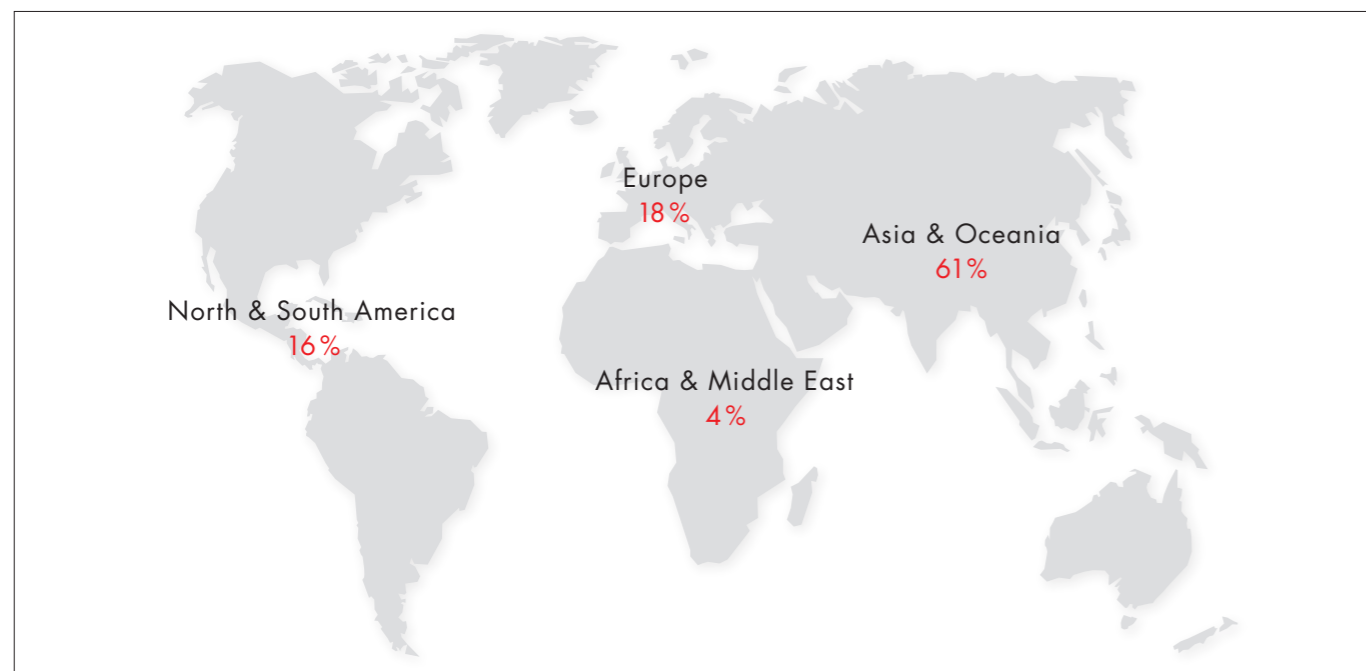 Europe
18%
Asia & Oceania
61%
North & South America
16%
Africa & Middle East
4%